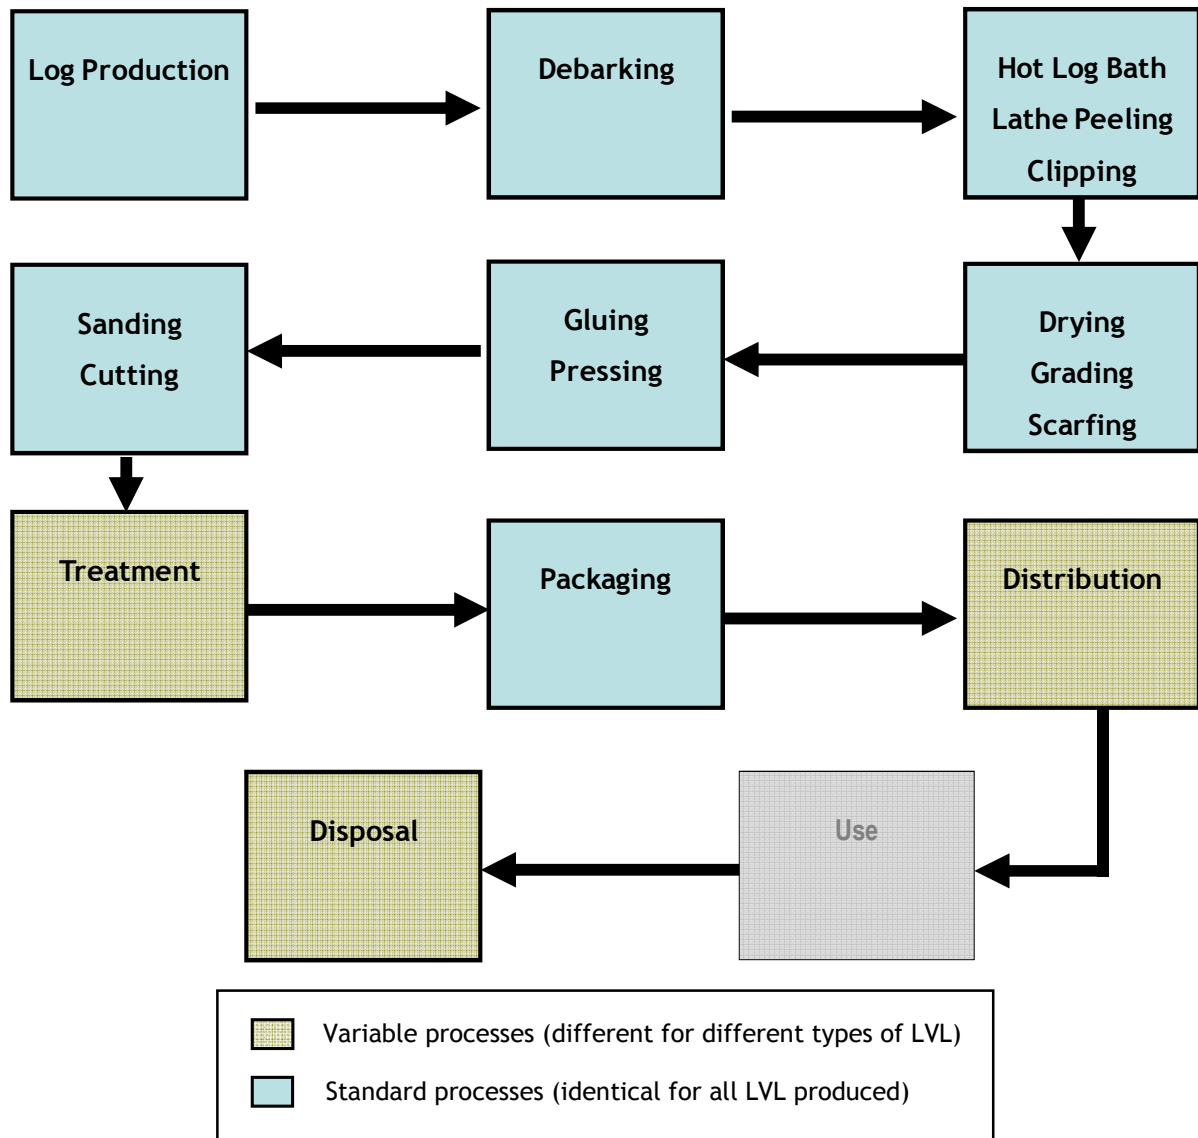 Log Production
Debarking
Hot Log Bath
Lathe Peeling
Clipping
Sanding
Cutting
Gluing
Pressing
Drying
Grading
Scarfing
Treatment
Packaging
Distribution
Disposal
Use
Variable processes (different for different types of LVL)
Standard processes (identical for all LVL produced)